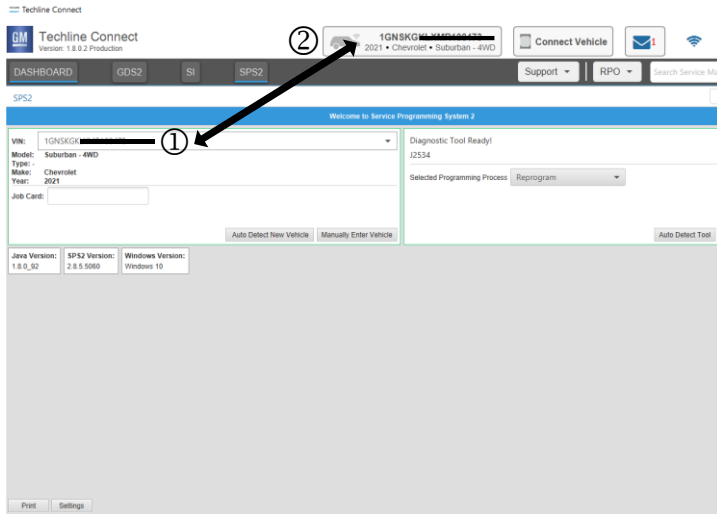 Techline Connect
GM
Techline Connect
Version: 1.8.0.2 Production
②
1GNSKG
2021 • Chevrolet • Suburban - 4WD
Connect Vehicle
1
DASHBOARD GDS2 SI SPS2
Support
RPO
Search Service Ma
SPS2
Welcome to Service Programming System 2
VIN: 1GNSKGK
①
Model: Suburban - 4WD
Type: -
Make: Chevrolet
Year: 2021
Job Card:
Auto Detect New Vehicle Manually Enter Vehicle
Diagnostic Tool Ready!
J2534
Selected Programming Process Reprogram
Auto Detect Tool
Java Version:
1.8.0_92
SPS2 Version:
2.8.5.5060
Windows Version:
Windows 10
Print Settings